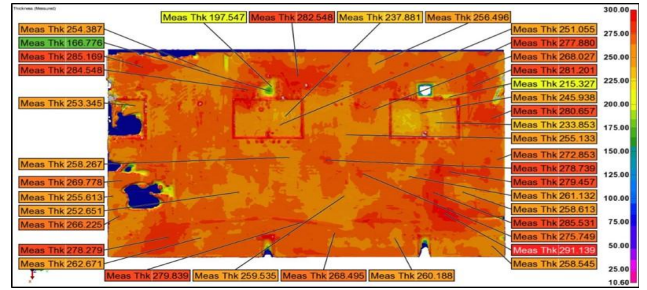 Thickness (Measured)
Meas Thk 197.547
Meas Thk 282.548
Meas Thk 237.881
Meas Thk 256.496
Meas Thk 254.387
Meas Thk 166.776
Meas Thk 285.169
Meas Thk 284.548
Meas Thk 253.345
Meas Thk 258.267
Meas Thk 269.778
Meas Thk 255.613
Meas Thk 252.651
Meas Thk 266.225
Meas Thk 278.279
Meas Thk 262.671
Meas Thk 279.839
Meas Thk 259.535
Meas Thk 268.495
Meas Thk 260.188
Meas Thk 251.055
Meas Thk 277.880
Meas Thk 268.027
Meas Thk 281.201
Meas Thk 215.327
Meas Thk 245.938
Meas Thk 280.657
Meas Thk 233.853
Meas Thk 255.133
Meas Thk 272.853
Meas Thk 278.739
Meas Thk 279.457
Meas Thk 261.132
Meas Thk 258.613
Meas Thk 285.531
Meas Thk 275.749
Meas Thk 291.139
Meas Thk 258.545
300.00
275.00
250.00
225.00
200.00
175.00
150.00
125.00
100.00
75.00
50.00
25.00
10.60